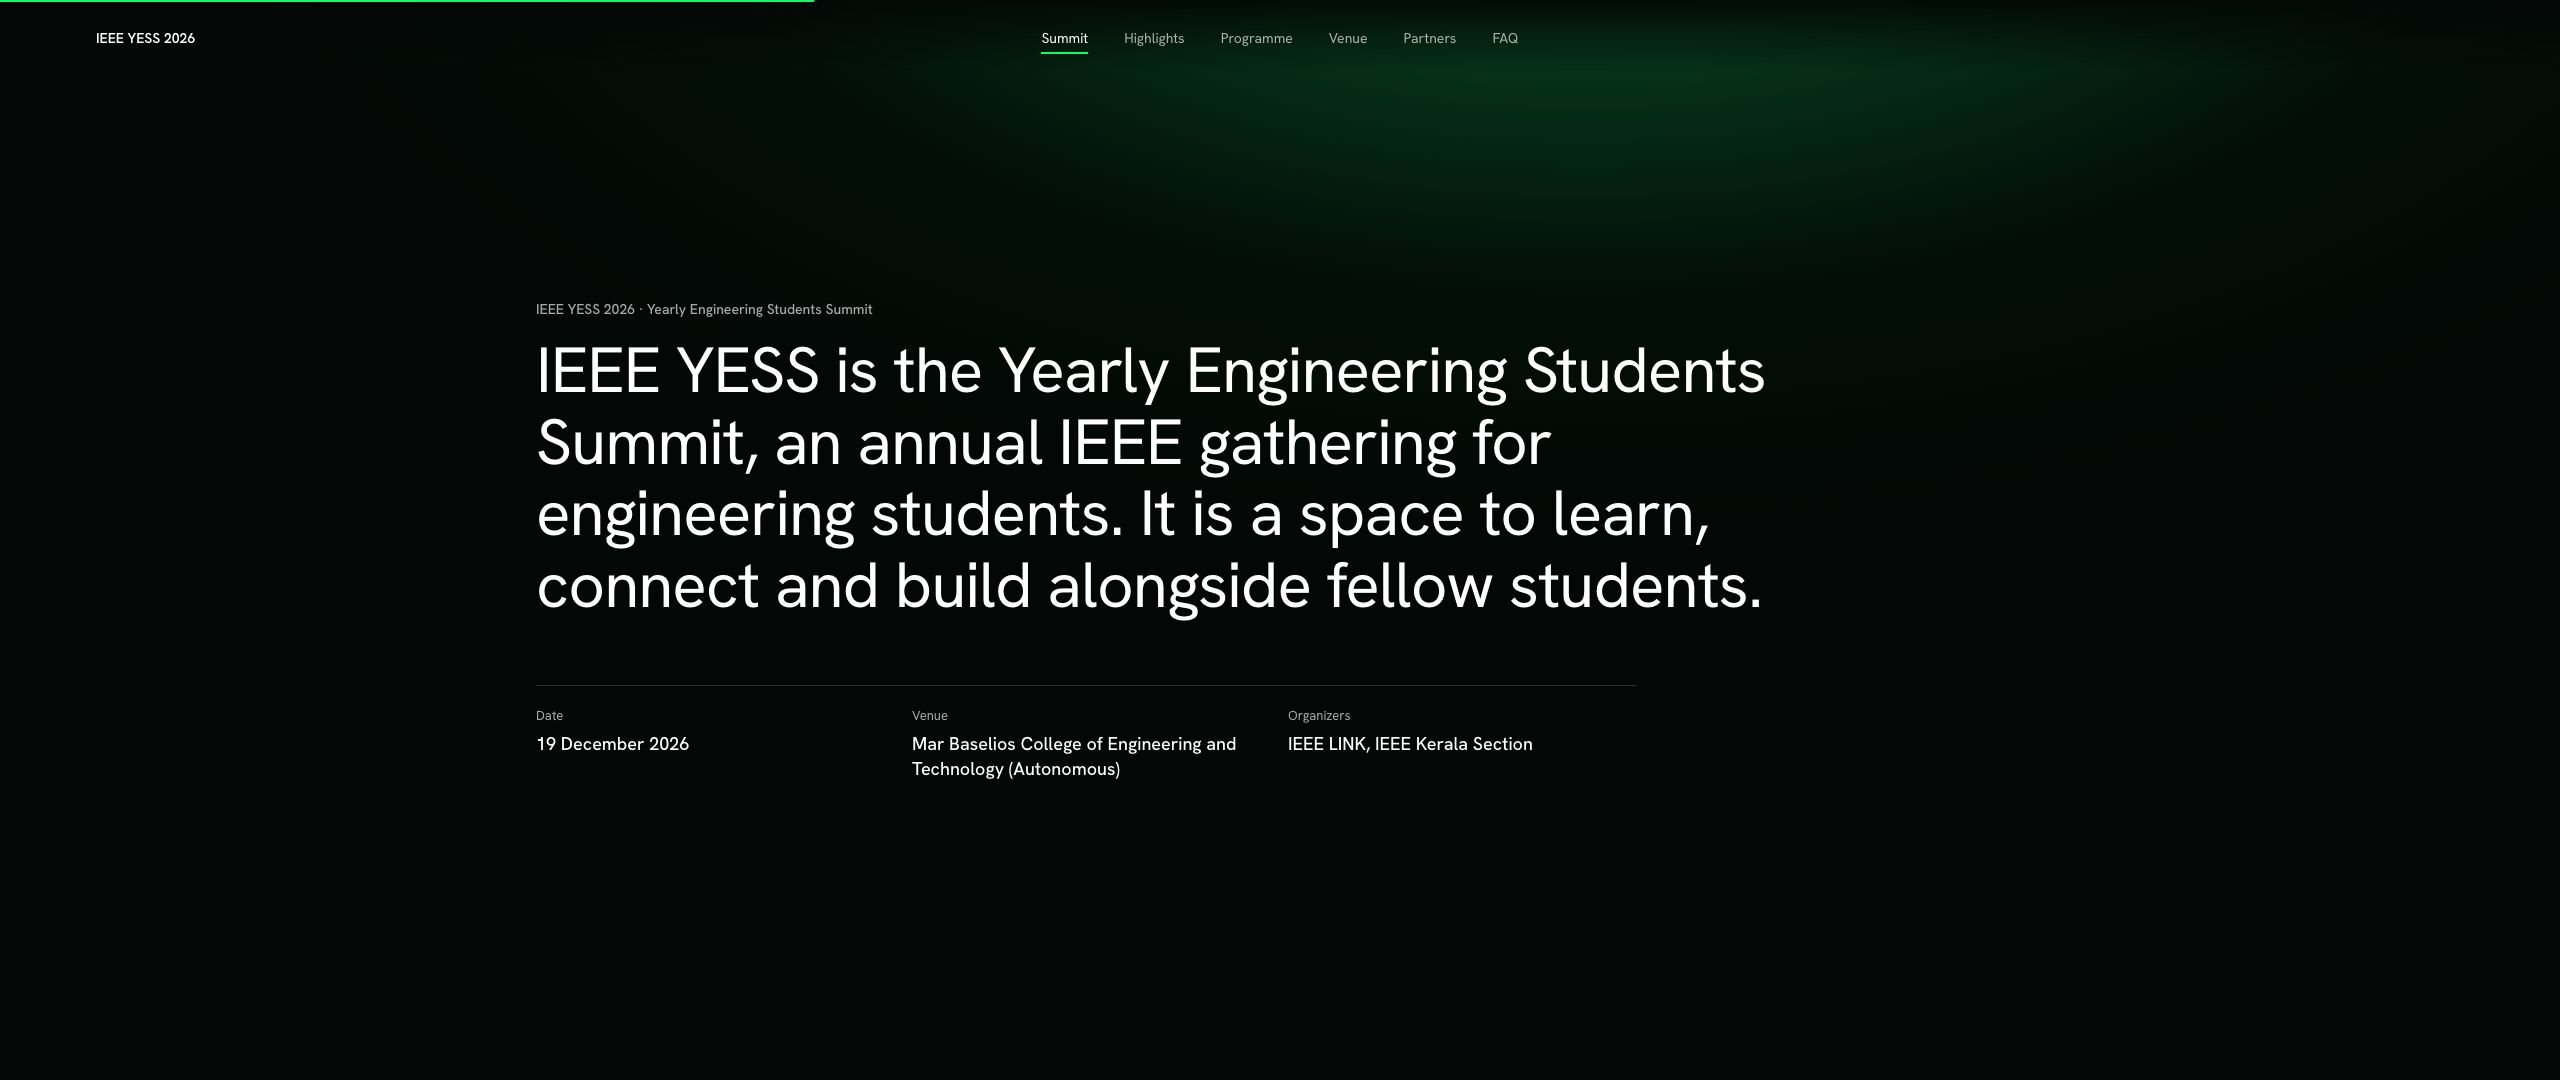 IEEE YESS 2026
Summit
Highlights
Programme
Venue
Partners
FAQ
IEEE YESS 2026 · Yearly Engineering Students Summit
IEEE YESS is the Yearly Engineering Students
Summit, an annual IEEE gathering for
engineering students. It is a space to learn,
connect and build alongside fellow students.
Date
19 December 2026
Venue
Mar Baselios College of Engineering and
Technology (Autonomous)
Organizers
IEEE LINK, IEEE Kerala Section